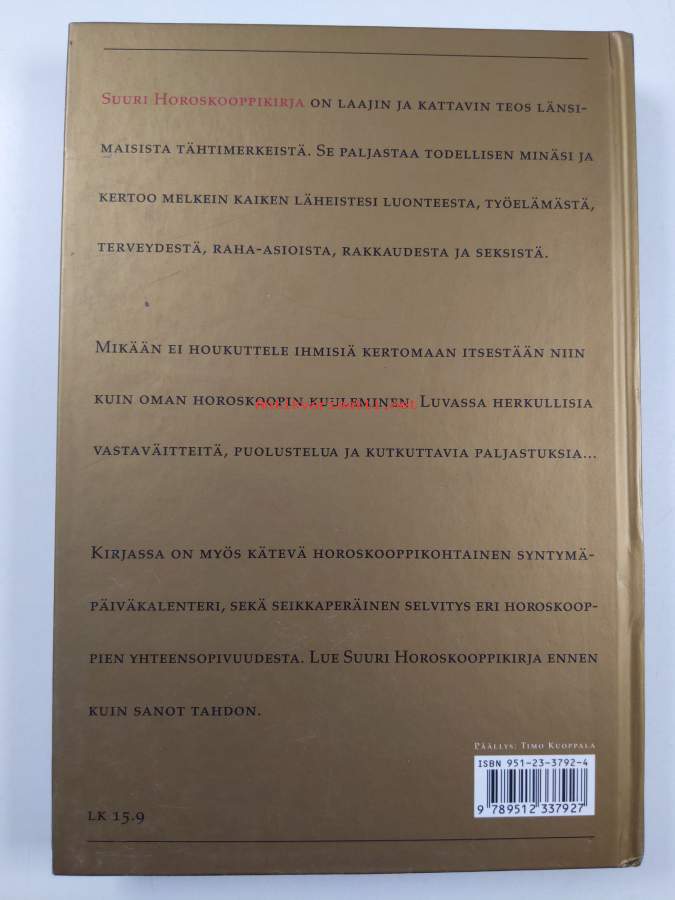 SUURI HOROSKOOPPIKIRJA ON LAAJIN JA KATTAVIN TEOS LÄNSI-
MAISISTA TÄHTIMERKEISTÄ. SE PALJASTAA TODELLISEN MINÄSI JA
KERTOO MELKEIN KAIKEN LÄHEISTESI LUONTEESTA, TYÖELÄMÄSTÄ,
TERVEYDESTÄ, RAHA-ASIOISTA, RAKKAUDESTA JA SEKSISTÄ.
MIKÄÄN EI HOUKUTTELE IHMISIÄ KERTOMAAN ITSESTÄÄN NIIN
KUIN OMAN HOROSKOOPIN KUULEMINEN. LUVASSA HERKULLISIA
VASTAVÄITTEITÄ, PUOLUSTELUA JA KUTKUTTAVIA PALJASTUKSIA...
KIRJASSA ON MYÖS KÄTEVÄ HOROSKOOPPIKOHTAINEN SYNTYMÄ-
PÄIVÄKALENTERI, SEKÄ SEIKKAPERÄINEN SELVITYS ERI HOROSKOOP-
PIEN YHTEENSOPIVUUDESTA. LUE SUURI HOROSKOOPPIKIRJA ENNEN
KUIN SANOT TAHDON.
PÄÄLLYS: TIMO KUOPPALA
ISBN 951-23-3792-4
9 789512 337927
LK 15.9